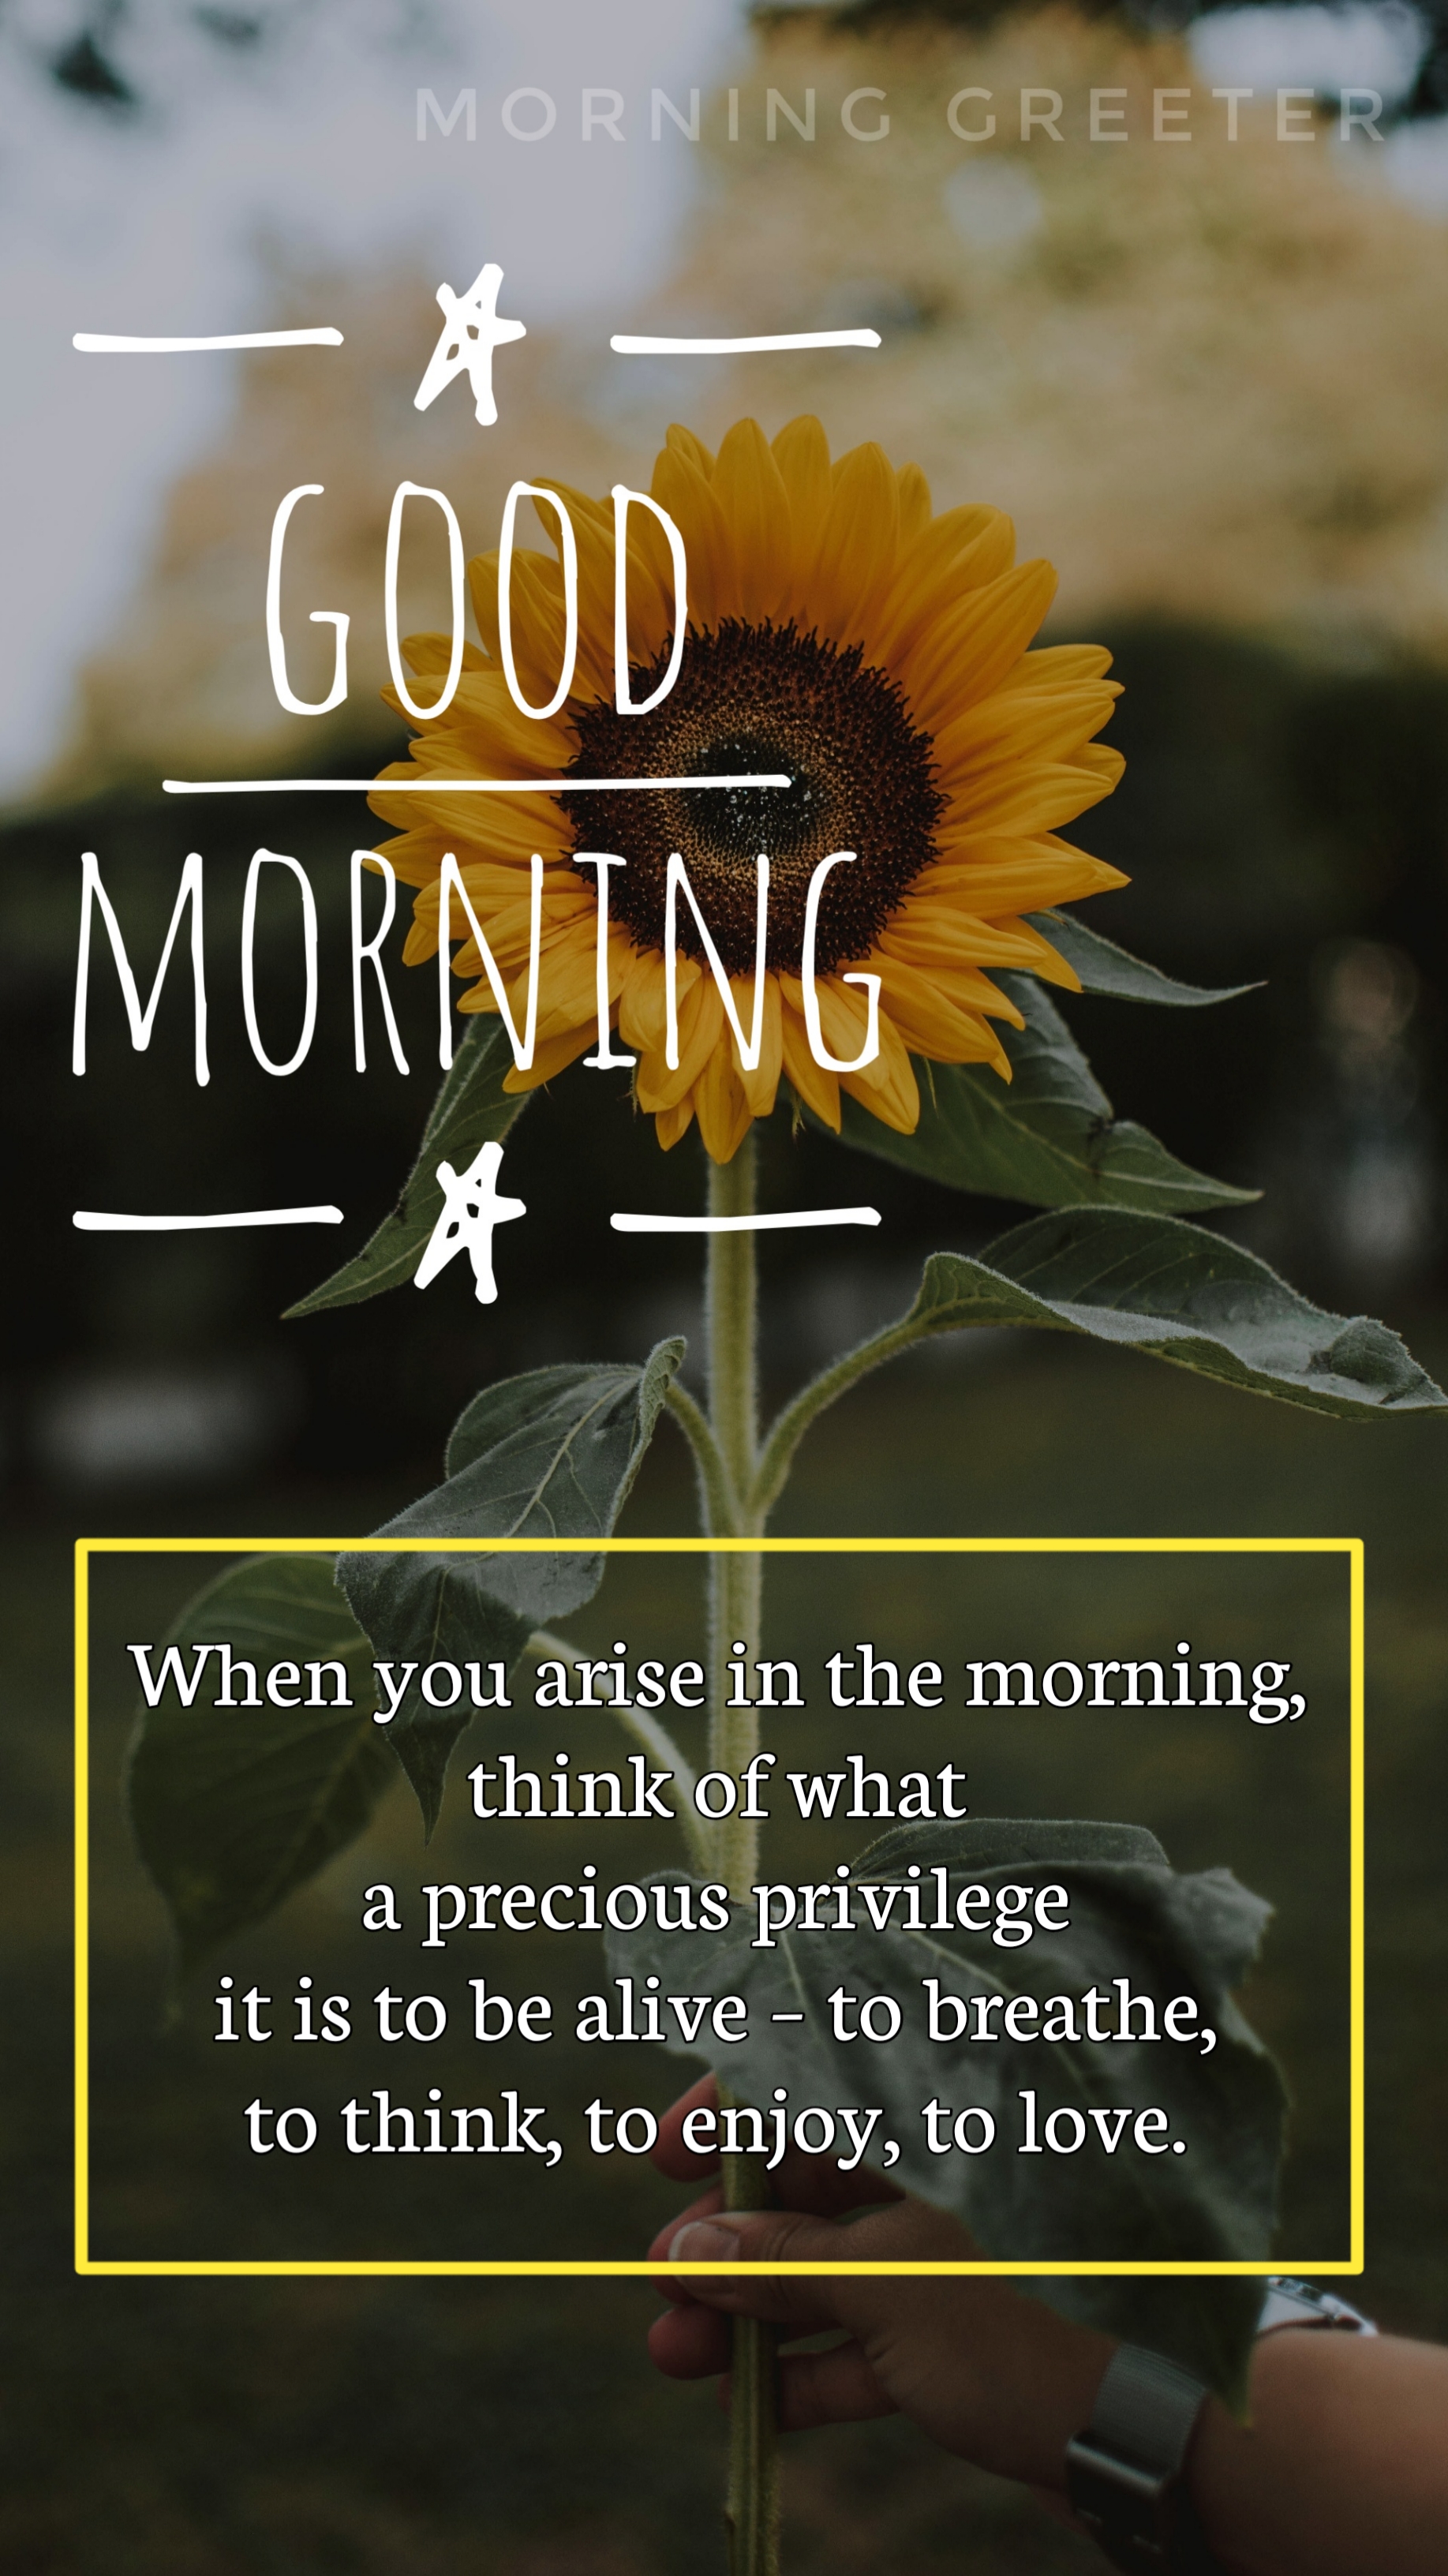 MORNING GREETER
GOOD
MORNING
When you arise in the morning,
think of what
a precious privilege
it is to be alive – to breathe,
to think, to enjoy, to love.